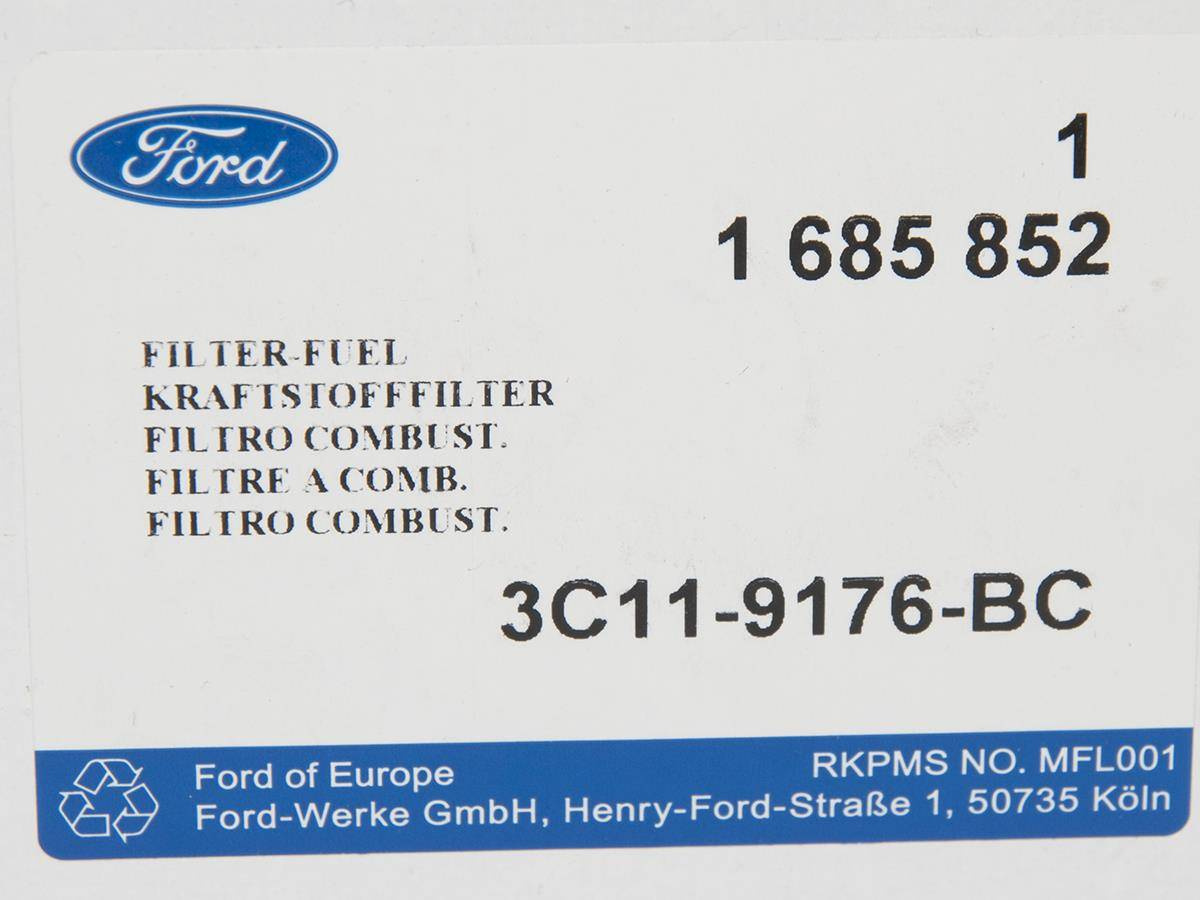 Ford
1
1 685 852
FILTER-FUEL
KRAFTSTOFFFILTER
FILTRO COMBUST.
FILTRE A COMB.
FILTRO COMBUST.
3C11-9176-BC
Ford of Europe
RKPMS NO. MFL001
Ford-Werke GmbH, Henry-Ford-Straße 1, 50735 Köln